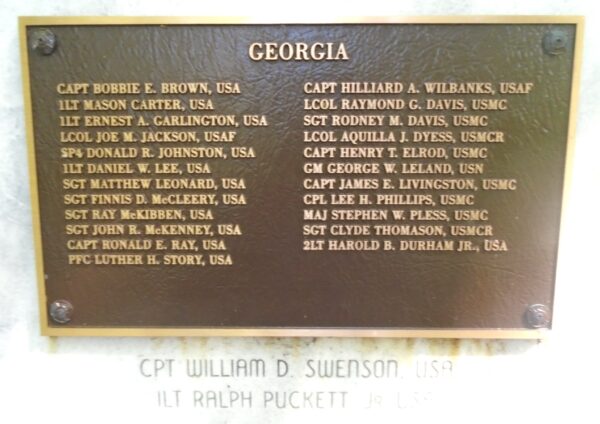 GEORGIA
CAPT BOBBIE E. BROWN, USA
1LT MASON CARTER, USA
1LT ERNEST A. GARLINGTON, USA
LCOL JOE M. JACKSON, USAF
SP4 DONALD R. JOHNSTON, USA
1LT DANIEL W. LEE, USA
SGT MATTHEW LEONARD, USA
SGT FINNIS D. McCLEERY, USA
SGT RAY McKIBBEN, USA
SGT JOHN R. McKENNEY, USA
CAPT RONALD E. RAY, USA
PFC LUTHER H. STORY, USA
CAPT HILLIARD A. WILBANKS, USAF
LCOL RAYMOND G. DAVIS, USMC
SGT RODNEY M. DAVIS, USMC
LCOL AQUILLA J. DYESS, USMCR
CAPT HENRY T. ELROD, USMC
GM GEORGE W. LELAND, USN
CAPT JAMES E. LIVINGSTON, USMC
CPL LEE H. PHILLIPS, USMC
MAJ STEPHEN W. PLESS, USMC
SGT CLYDE THOMASON, USMCR
2LT HAROLD B. DURHAM JR., USA
CPT WILLIAM D. SWENSON, USA
1LT RALPH PUCKETT JR USA